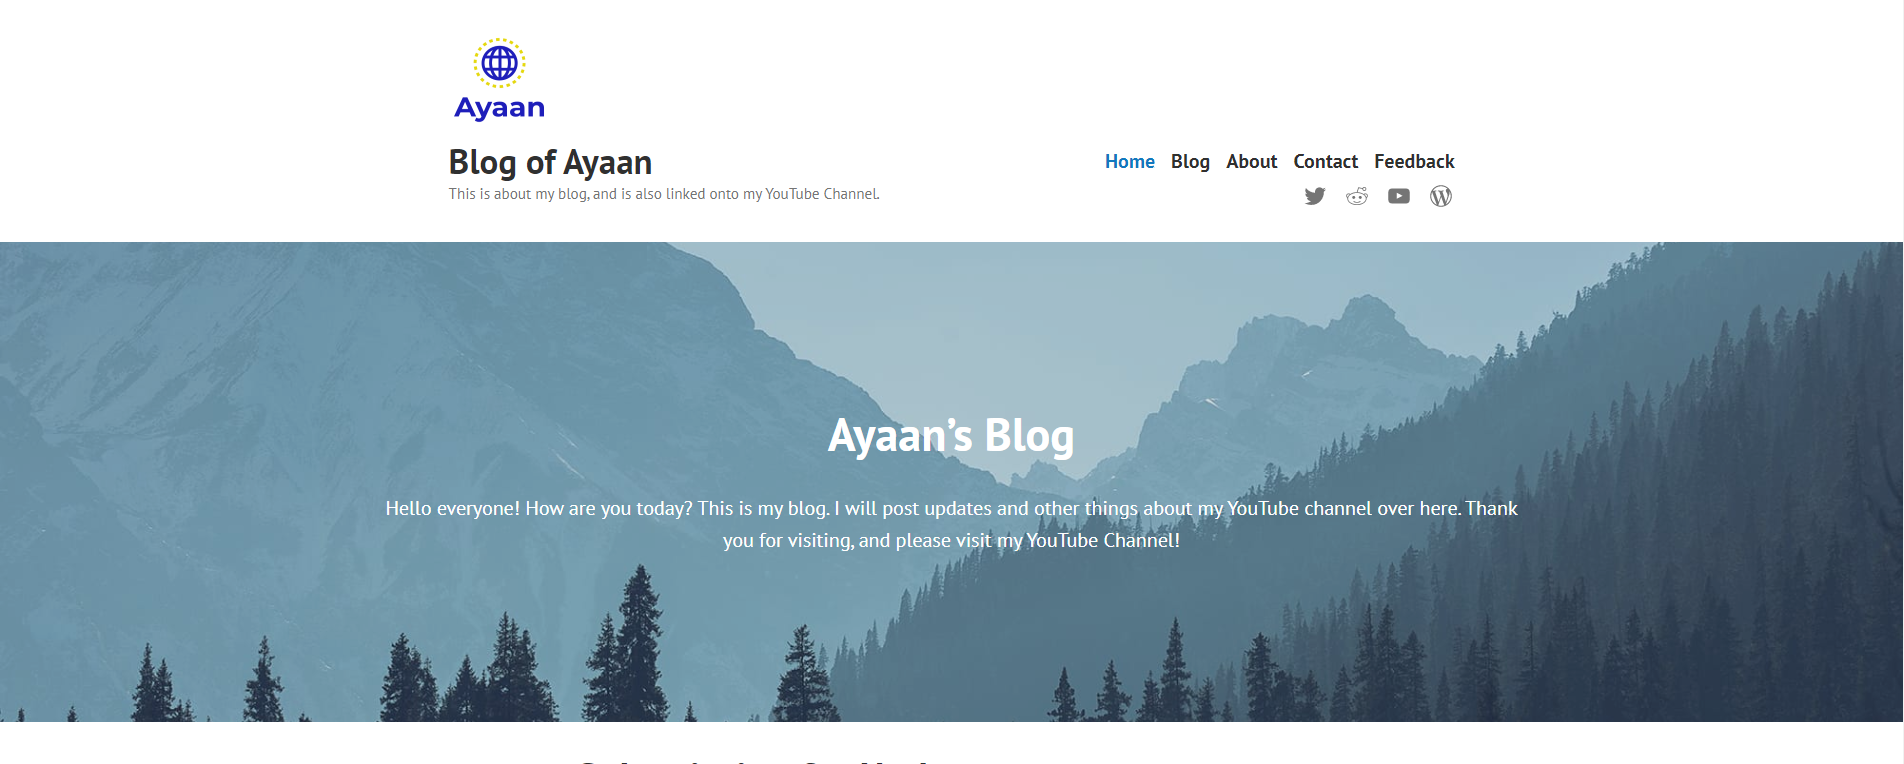 Ayaan
Blog of Ayaan
This is about my blog, and is also linked onto my YouTube Channel.
Home Blog About Contact Feedback
Ayaan’s Blog
Hello everyone! How are you today? This is my blog. I will post updates and other things about my YouTube channel over here. Thank
you for visiting, and please visit my YouTube Channel!